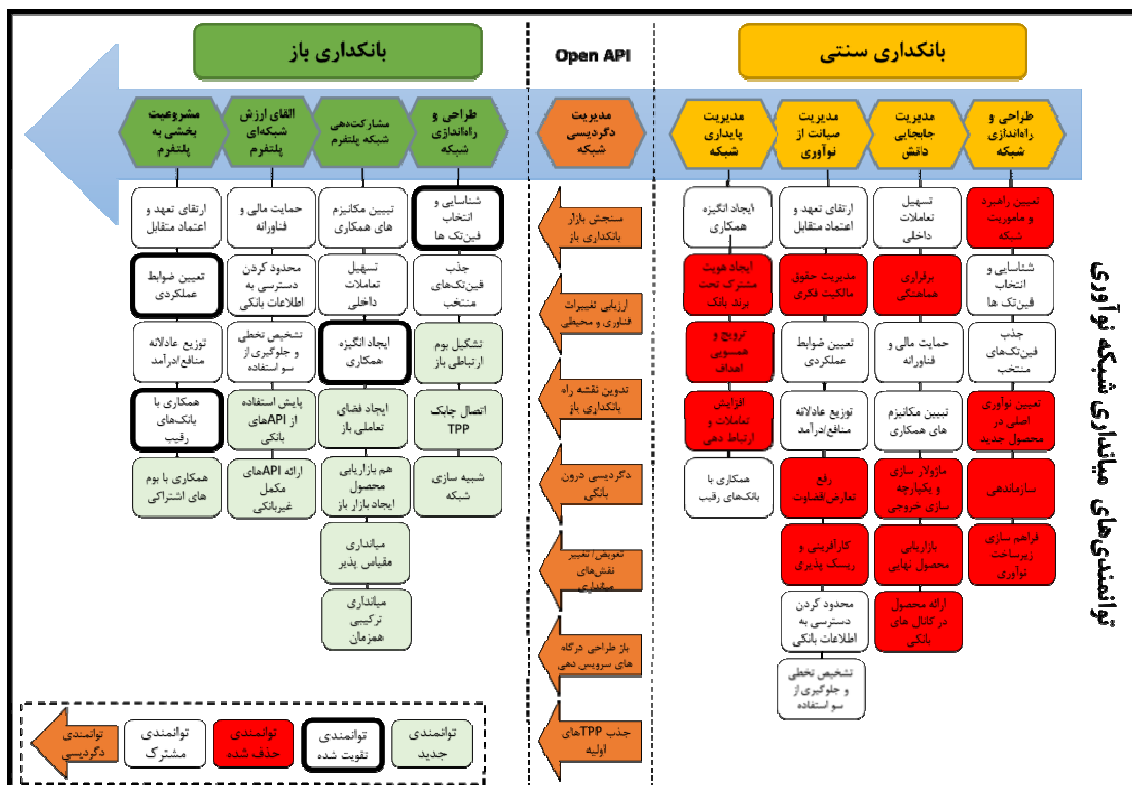 بانکداری سنتی
Open API
بانکداری باز
توانمندی‌های میانداری شبکه نوآوری
طراحی و
راه‌اندازی
شبکه
مدیریت
جابجایی
دانش
مدیریت
صیانت از
نوآوری
مدیریت
پایداری
شبکه
مدیریت
دگردیسی
شبکه
طراحی و
راه‌اندازی
شبکه
مشارکت‌دهی
شبکه پلتفرم
القای ارزش
شبکه‌ای
پلتفرم
مشروعیت
بخشی به
پلتفرم
تعیین راهبرد
و ماموریت
شبکه
شناسایی و
انتخاب
فین‌تک ها
جذب
فین‌تک‌های
منتخب
تعیین نوآوری
اصلی در
محصول جدید
سازماندهی
فراهم سازی
زیرساخت
نوآوری
تسهیل
تعاملات
داخلی
برقراری
هماهنگی
حمایت مالی و
فناورانه
تبیین مکانیزم
های همکاری
ماژولار سازی
و یکپارچه
سازی خروجی
بازاریابی
محصول نهایی
ارائه محصول
در کانال های
بانکی
ارتقای تعهد و
اعتماد متقابل
مدیریت حقوق
مالکیت فکری
تعیین ضوابط
عملکردی
توزیع عادلانه
منافع/درآمد
رفع
تعارض/قضاوت
کارآفرینی و
ریسک پذیری
محدود کردن
دسترسی به
اطلاعات بانکی
تشخیص تخطی
و جلوگیری از
سو استفاده
ایجاد انگیزه
همکاری
ایجاد هویت
مشترک تحت
برند بانک
ترویج و
همسویی
اهداف
افزایش
تعاملات و
ارتباط دهی
همکاری با
بانک‌های رقیب
سنجش بازار
بانکداری باز
ارزیابی تغییرات
فناوری و محیطی
تدوین نقشه راه
بانکداری باز
دگردیسی درون
بانکی
تعویض/تغییر
نقش‌های
میانداری
باز طراحی درگاه
های سرویس دهی
جذب TPPهای
اولیه
شناسایی و
انتخاب
فین‌تک ها
جذب
فین‌تک‌های
منتخب
تشکیل بوم
ارتباطی باز
اتصال چابک
TPP
شبیه سازی
شبکه
تبیین مکانیزم
های همکاری
تسهیل
تعاملات
داخلی
ایجاد انگیزه
همکاری
ایجاد فضای
تعاملی باز
هم بازاریابی
محصول
ایجاد بازار باز
میانداری
مقیاس پذیر
میانداری
ترکیبی
همزمان
حمایت مالی و
فناورانه
محدود کردن
دسترسی به
اطلاعات بانکی
تشخیص تخطی
و جلوگیری از
سو استفاده
پایش استفاده
از APIهای
بانکی
ارائه APIهای
مکمل
غیربانکی
ارتقای تعهد و
اعتماد متقابل
تعیین ضوابط
عملکردی
توزیع عادلانه
منافع/درآمد
همکاری با
بانک‌های
رقیب
همکاری با بوم
های اشتراکی
توانمندی
جدید
توانمندی
تقویت شده
توانمندی
حذف شده
توانمندی
مشترک
توانمندی
دگردیسی